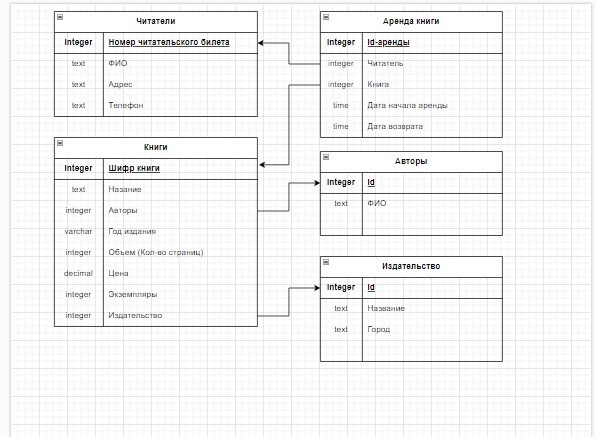 Читатели
Integer Номер читательского билета
text ФИО
text Адрес
text Телефон
Аренда книги
Integer Id-аренды
integer Читатель
integer Книга
time Дата начала аренды
time Дата возврата
Книги
Integer Шифр книги
text Назание
integer Авторы
varchar Год издания
integer Объем (Кол-во страниц)
decimal Цена
integer Экземпляры
integer Издательство
Авторы
Integer Id
text ФИО
Издательство
Integer Id
text Название
text Город